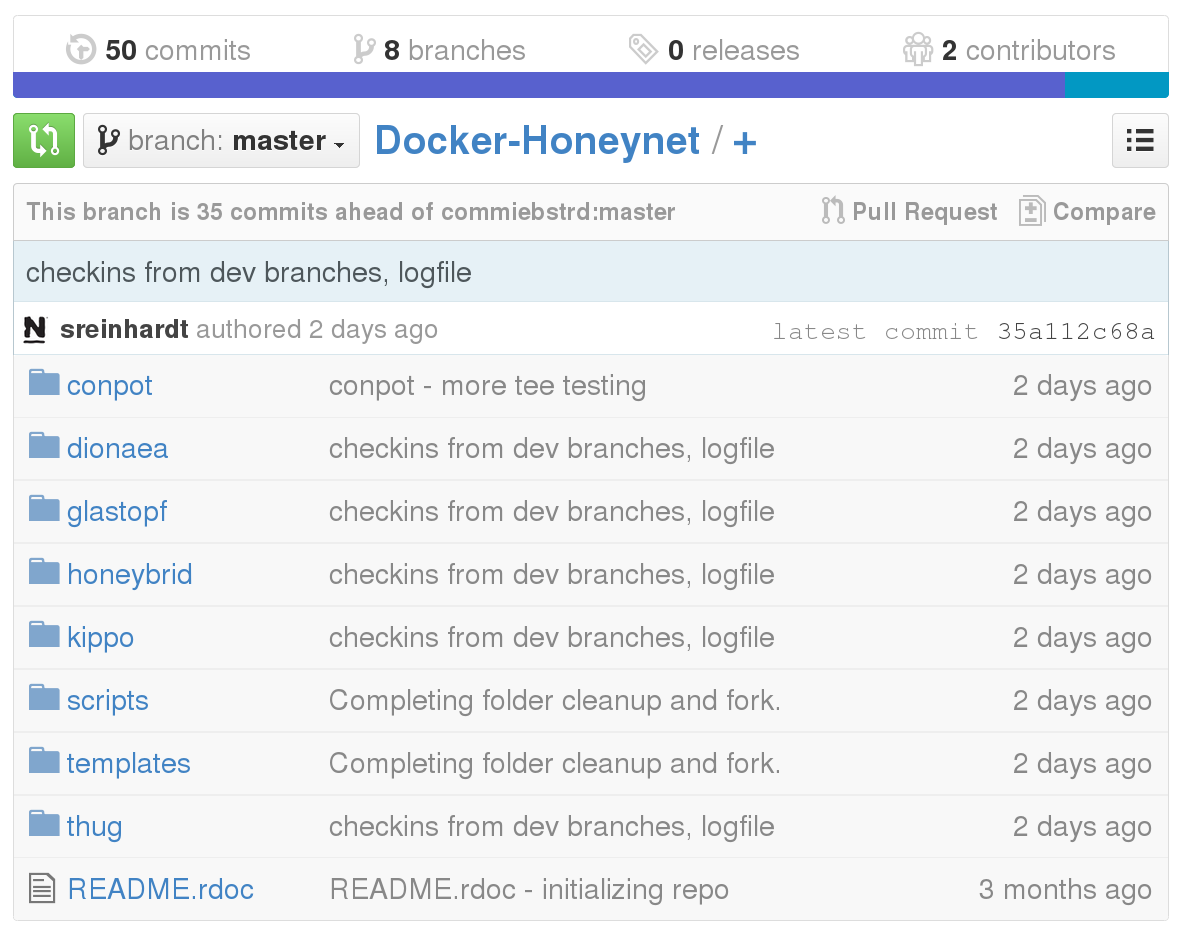 50 commits 8 branches 0 releases 2 contributors
branch: master Docker-Honeynet / +
This branch is 35 commits ahead of commiebstrd:master Pull Request Compare
checkins from dev branches, logfile
N sreinhardt authored 2 days ago latest commit 35a112c68a
conpot conpot - more tee testing 2 days ago
dionaea checkins from dev branches, logfile 2 days ago
glastopf checkins from dev branches, logfile 2 days ago
honeybrid checkins from dev branches, logfile 2 days ago
kippo checkins from dev branches, logfile 2 days ago
scripts Completing folder cleanup and fork. 2 days ago
templates Completing folder cleanup and fork. 2 days ago
thug checkins from dev branches, logfile 2 days ago
README.rdoc README.rdoc - initializing repo 3 months ago